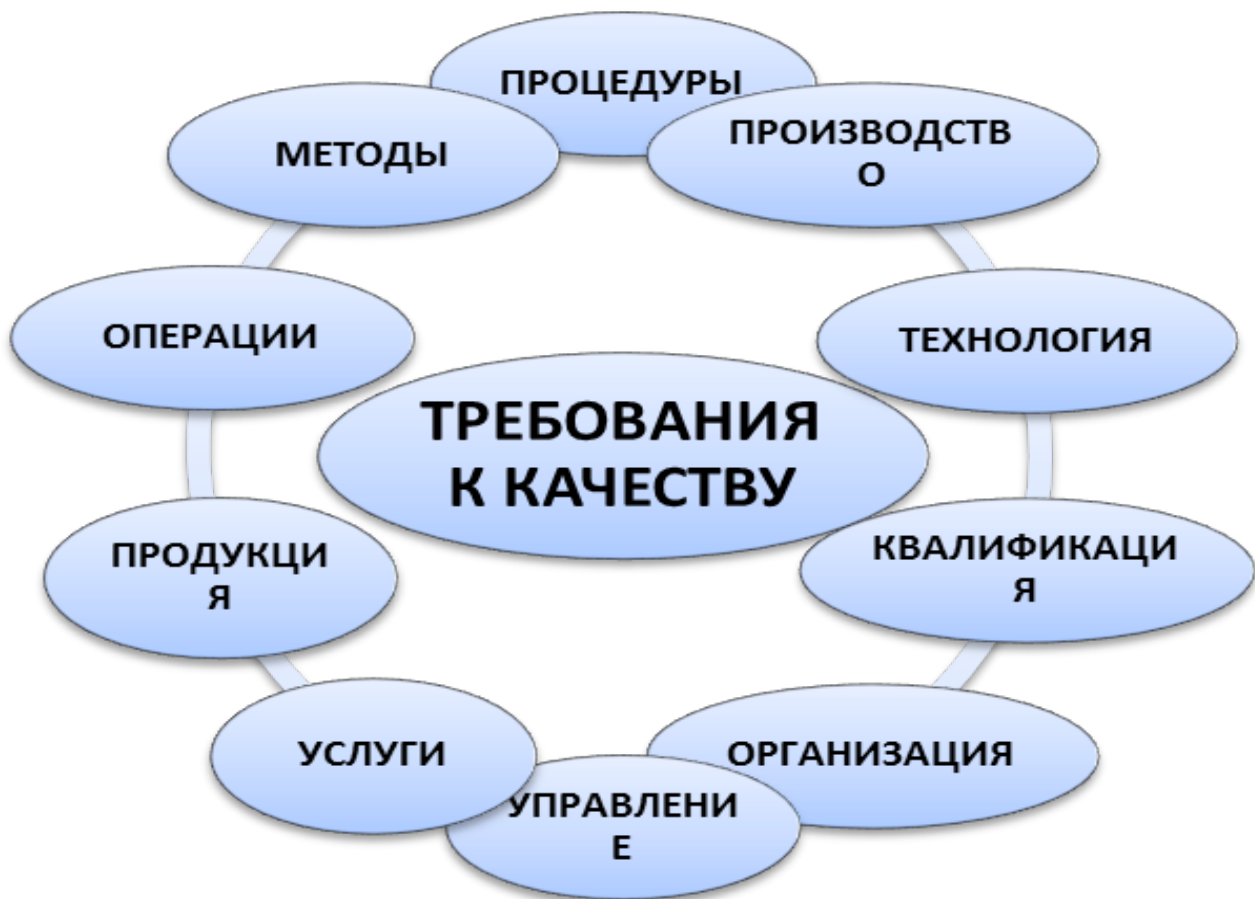 ПРОЦЕДУРЫ
МЕТОДЫ
ПРОИЗВОДСТВ
О
ОПЕРАЦИИ
ТЕХНОЛОГИЯ
ТРЕБОВАНИЯ
К КАЧЕСТВУ
ПРОДУКЦИ
Я
КВАЛИФИКАЦИ
Я
УСЛУГИ
ОРГАНИЗАЦИЯ
УПРАВЛЕНИ
Е